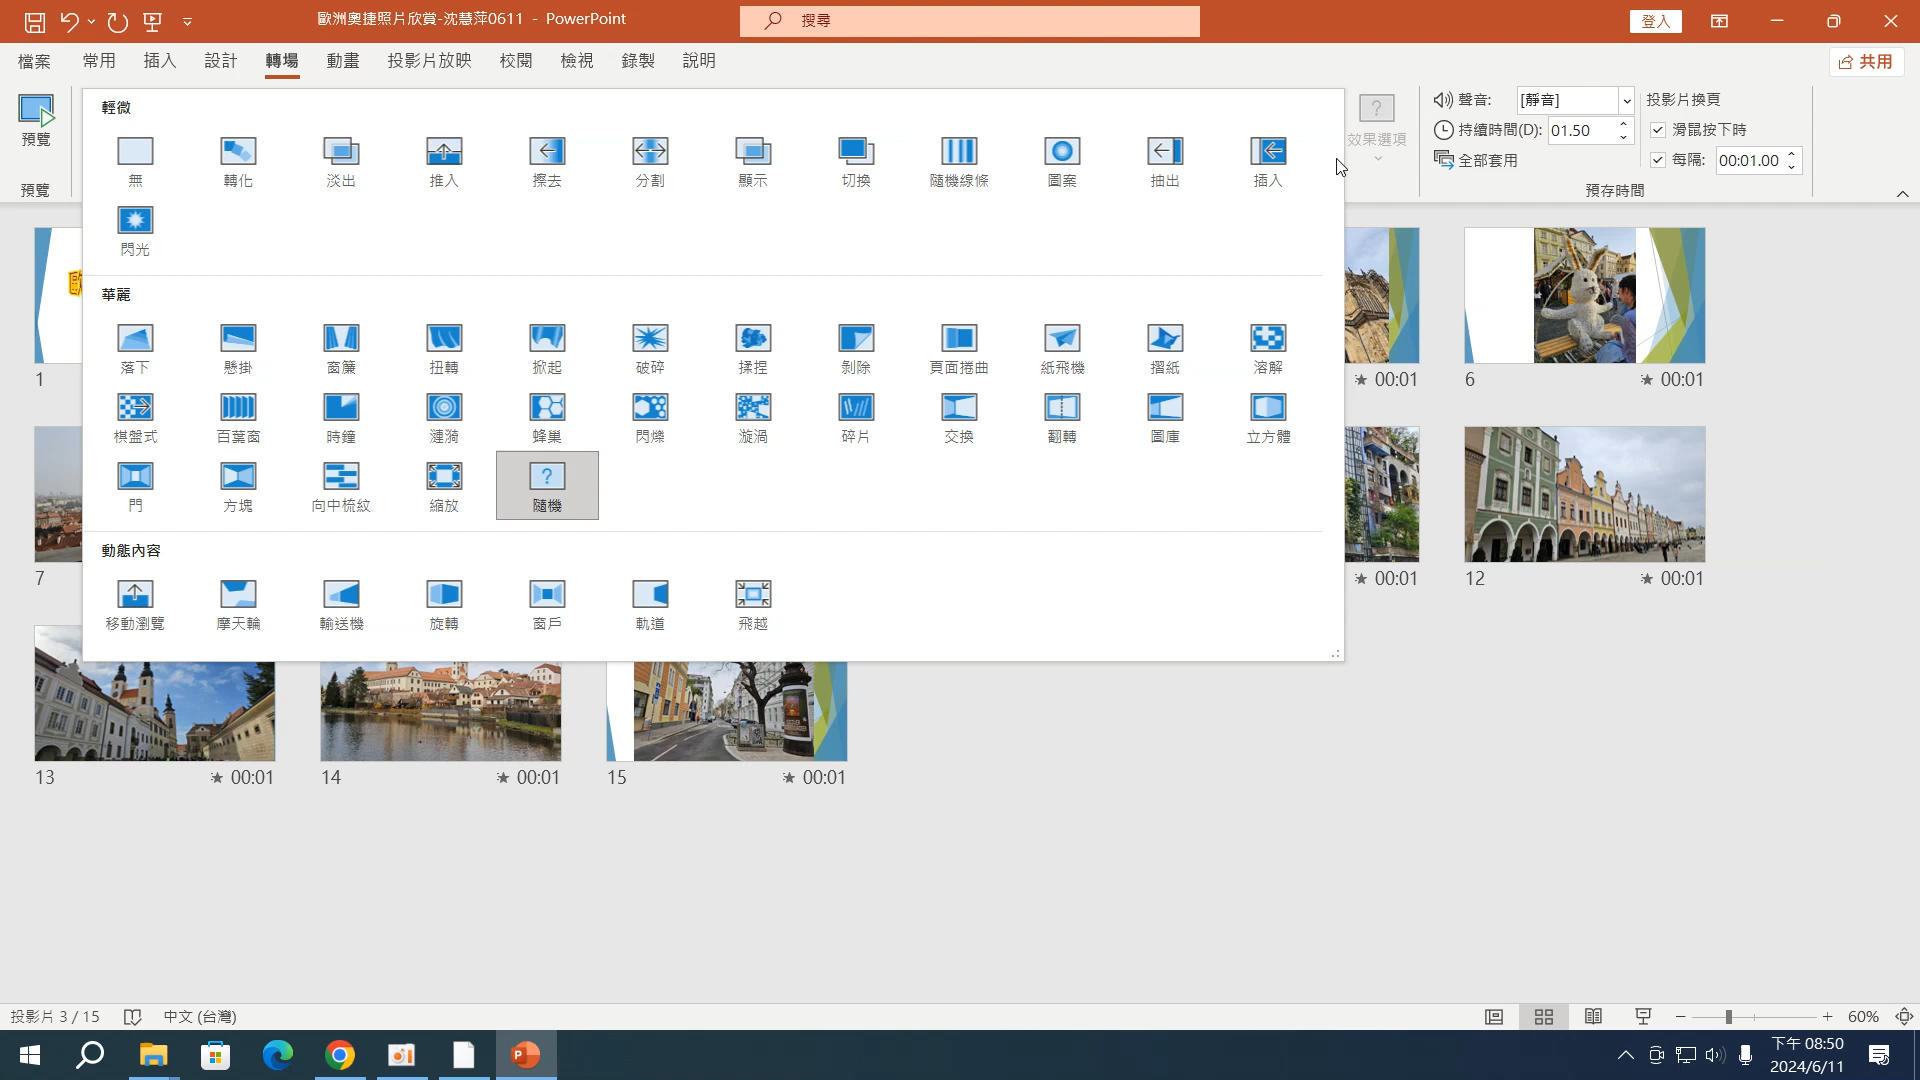 歐洲奧捷照片欣賞-沈慧萍0611 - PowerPoint
搜尋
登入
檔案 常用 插入 設計 轉場 動畫 投影片放映 校閱 檢視 錄製 說明
共用
預覽
預覽
輕微
無 轉化 淡出 推入 擦去 分割 顯示 切換 隨機線條 圖案 抽出 插入
閃光
華麗
落下 懸掛 窗簾 扭轉 掀起 破碎 揉捏 剝除 頁面捲曲 紙飛機 摺紙 溶解
棋盤式 百葉窗 時鐘 漣漪 蜂巢 閃爍 漩渦 碎片 交換 翻轉 圖庫 立方體
門 方塊 向中梳紋 縮放 隨機
動態內容
移動瀏覽 摩天輪 輸送機 旋轉 窗戶 軌道 飛越
效果選項
聲音: [靜音]
持續時間(D): 01.50
全部套用
投影片換頁
滑鼠按下時
每隔: 00:01.00
預存時間
歐
1
00:01
6 00:01
7
00:01
12 00:01
13 00:01
14 00:01
15 00:01
投影片 3 / 15 中文 (台灣)
60%
下午 08:50
2024/6/11